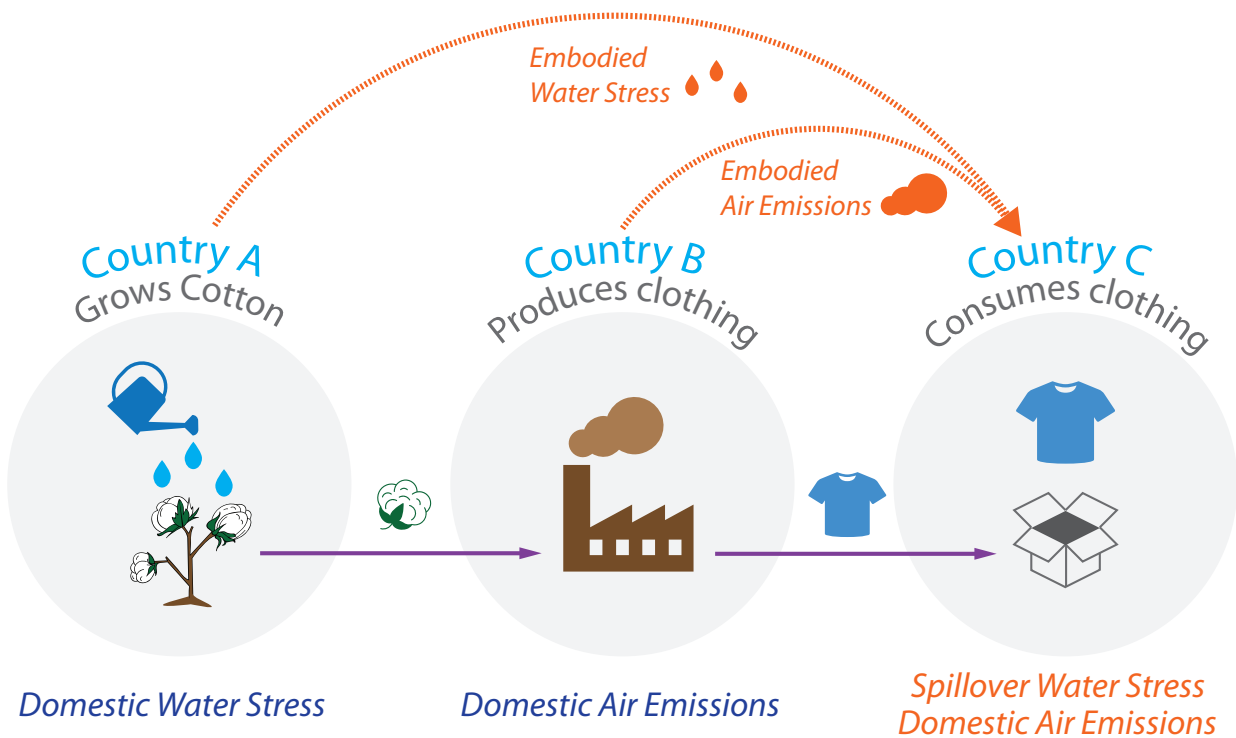 Embodied
Water Stress
Embodied
Air Emissions
Country A
Grows Cotton
Country B
Produces clothing
Country C
Consumes clothing
Domestic Water Stress
Domestic Air Emissions
Spillover Water Stress
Domestic Air Emissions